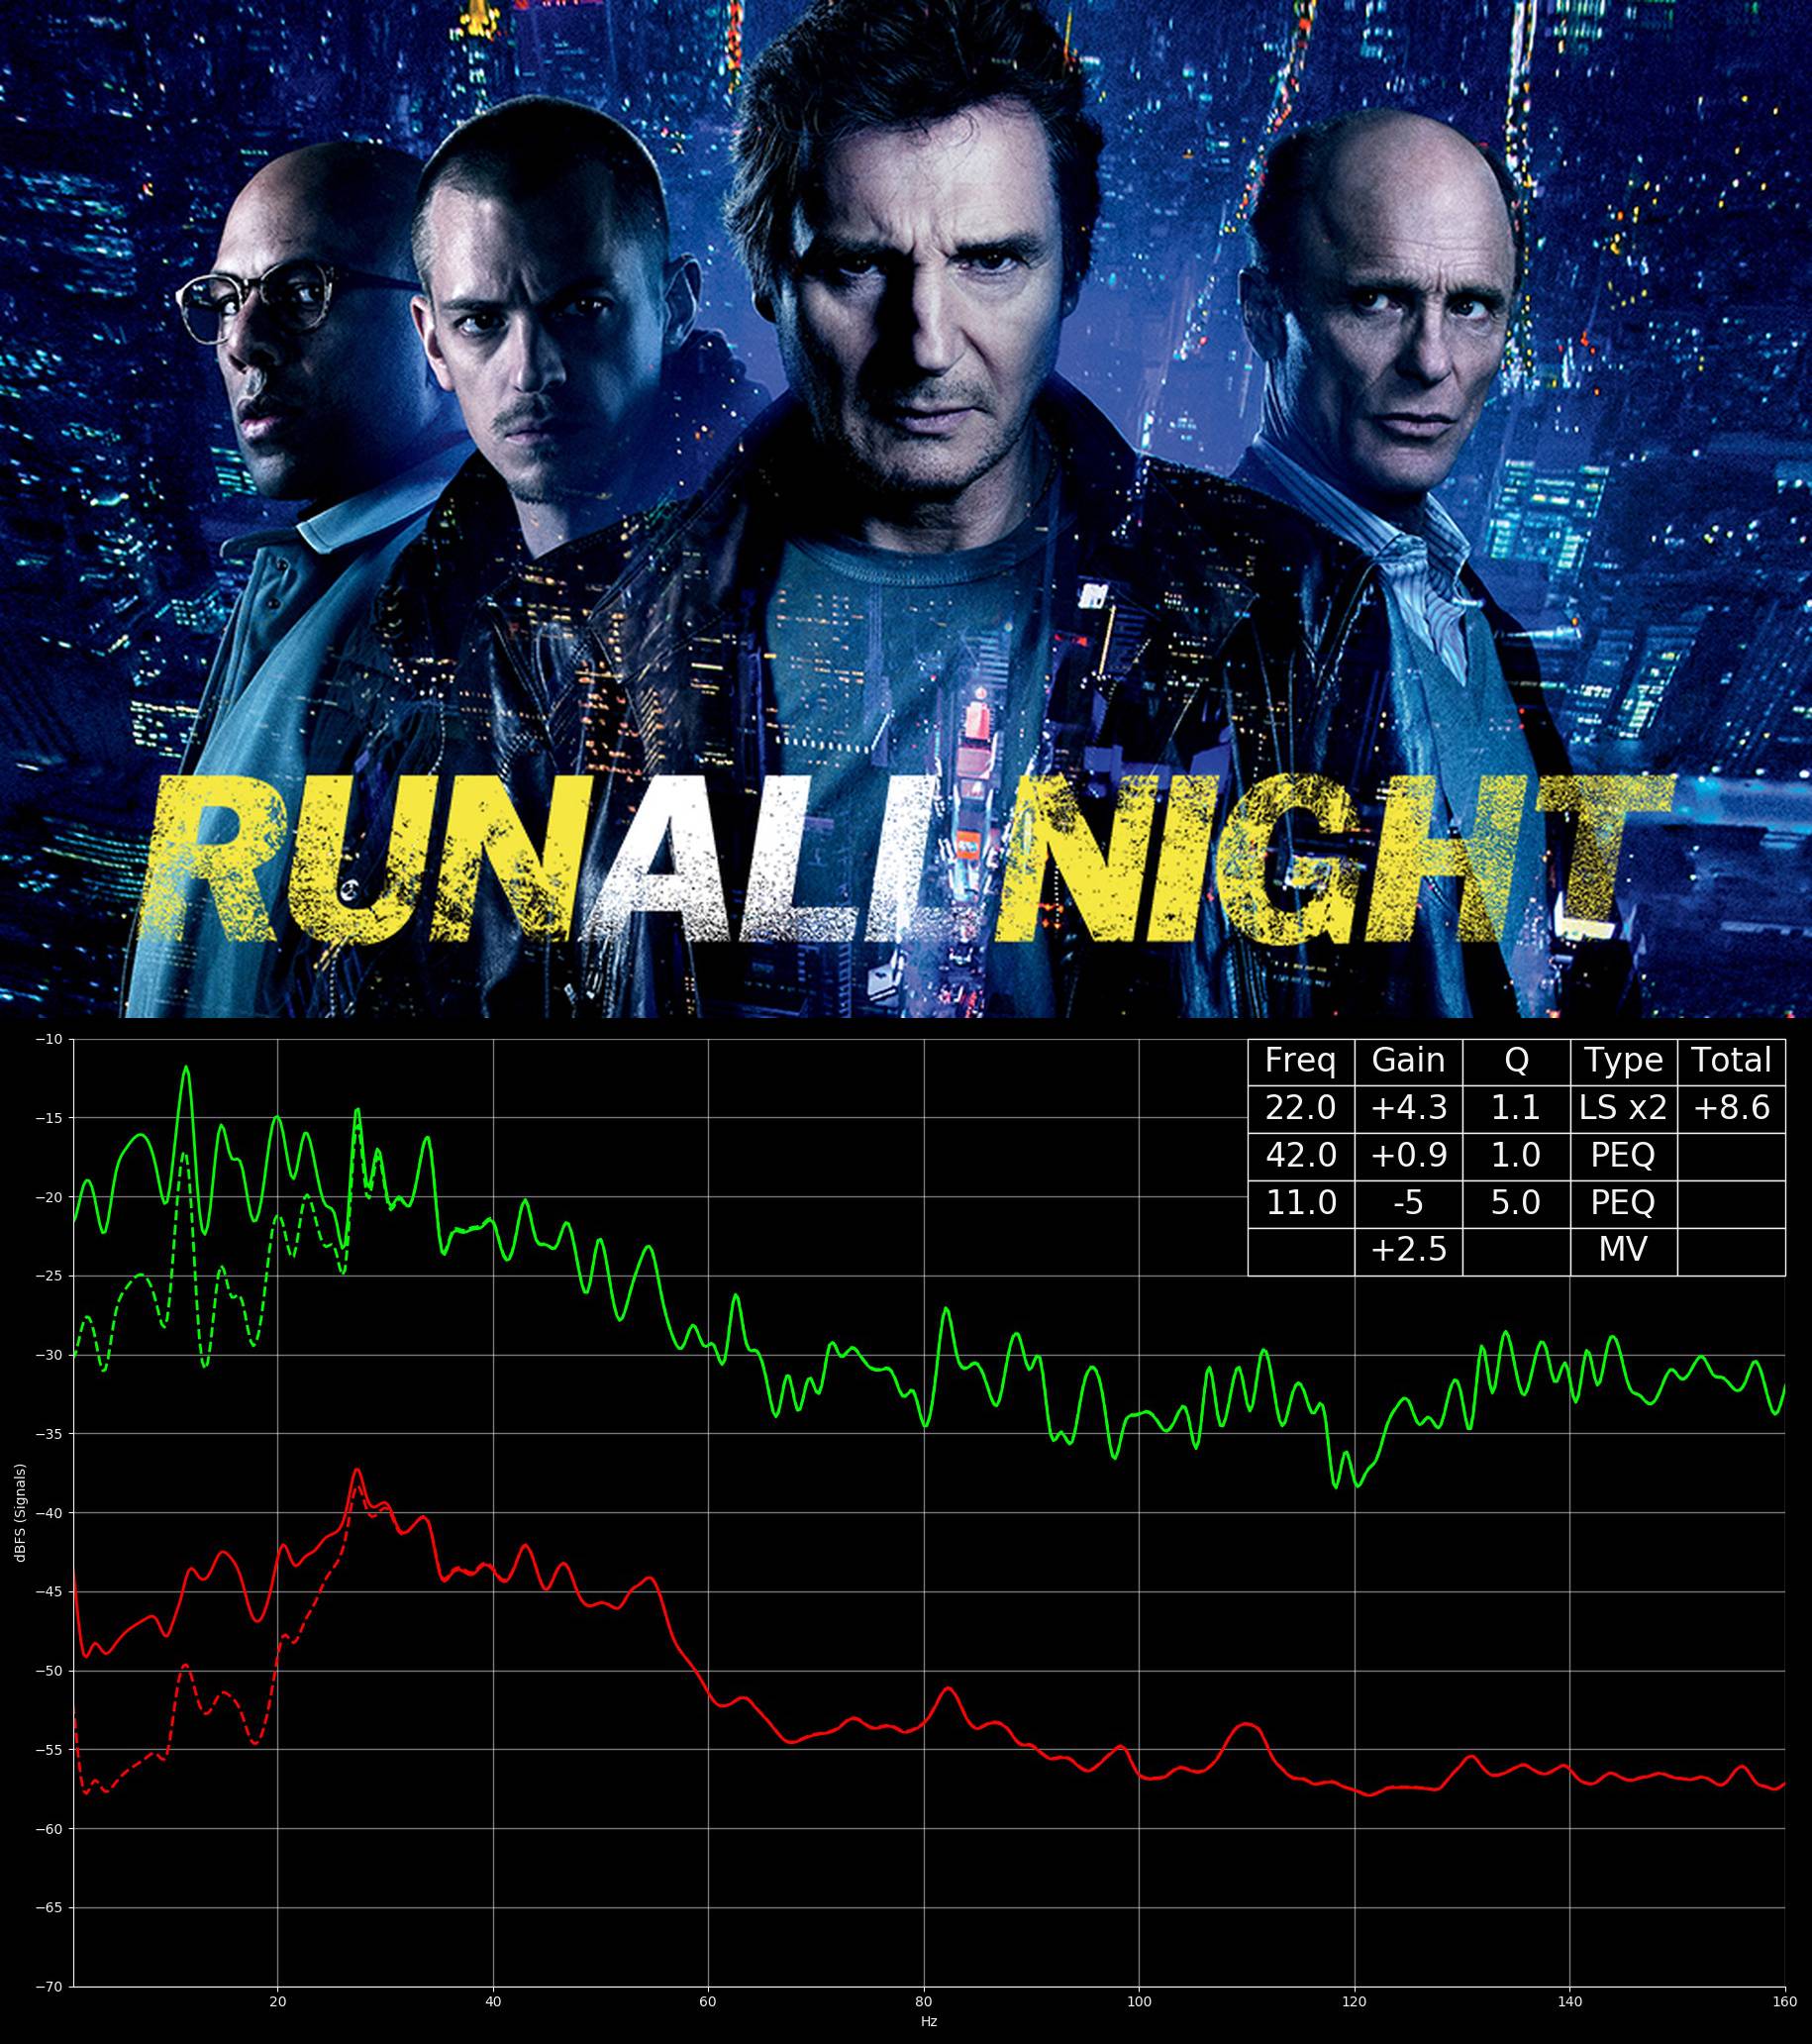 RUN ALL NIGHT
Freq Gain Q Type Total
22.0 +4.3 1.1 LS x2 +8.6
42.0 +0.9 1.0 PEQ
11.0 -5 5.0 PEQ
+2.5 MV
−10
−15
−20
−25
−30
−35
−40
−45
−50
−55
−60
−65
−70
dBFS (Signals)
20 40 60 80 100 120 140 160
Hz